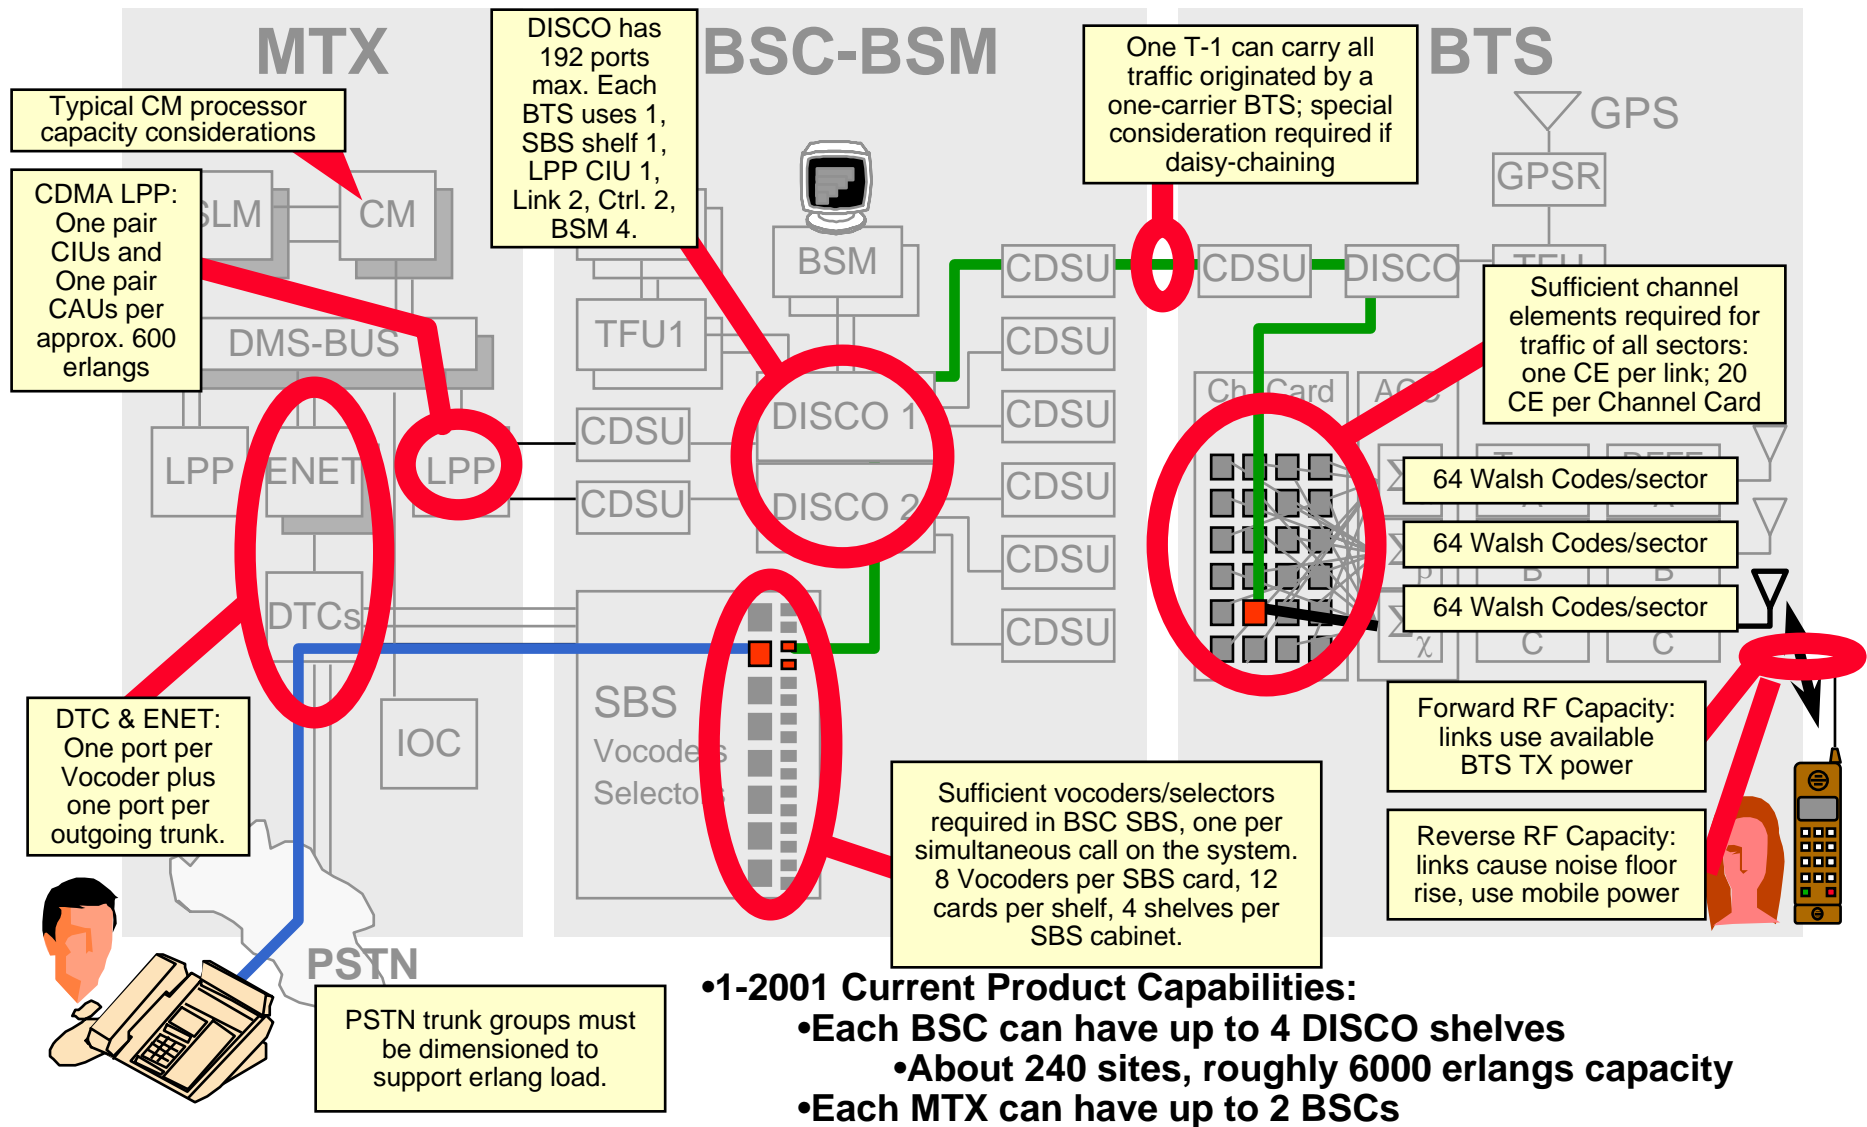 MTX
BSC-BSM
BTS
DISCO has
192 ports
max. Each
BTS uses 1,
SBS shelf 1,
LPP CIU 1,
Link 2, Ctrl. 2,
BSM 4.
One T-1 can carry all
traffic originated by a
one-carrier BTS; special
consideration required if
daisy-chaining
Typical CM processor
capacity considerations
GPS
GPSR
CDMA LPP:
One pair
CIUs and
One pair
CAUs per
approx. 600
erlangs
SLM
CM
BSM
CDSU
CDSU
DISCO
TFU
Sufficient channel
elements required for
traffic of all sectors:
one CE per link; 20
CE per Channel Card
DMS-BUS
TFU1
CDSU
Ch. Card
DISCO 1
CDSU
CDSU
LPP
ENET
LPP
CDSU
DISCO 2
CDSU
64 Walsh Codes/sector
64 Walsh Codes/sector
64 Walsh Codes/sector
CDSU
B
B
DTCs
CDSU
Σ
χ
C
C
SBS
Vocoders
Selectors
IOC
DTC & ENET:
One port per
Vocoder plus
one port per
outgoing trunk.
Forward RF Capacity:
links use available
BTS TX power
Sufficient vocoders/selectors
required in BSC SBS, one per
simultaneous call on the system.
8 Vocoders per SBS card, 12
cards per shelf, 4 shelves per
SBS cabinet.
Reverse RF Capacity:
links cause noise floor
rise, use mobile power
PSTN
PSTN trunk groups must
be dimensioned to
support erlang load.
•1-2001 Current Product Capabilities:
•Each BSC can have up to 4 DISCO shelves
•About 240 sites, roughly 6000 erlangs capacity
•Each MTX can have up to 2 BSCs